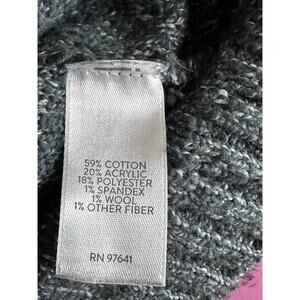 59% COTTON
20% ACRYLIC
18% POLYESTER
1% SPANDEX
1% WOOL
1% OTHER FIBER
RN 97641